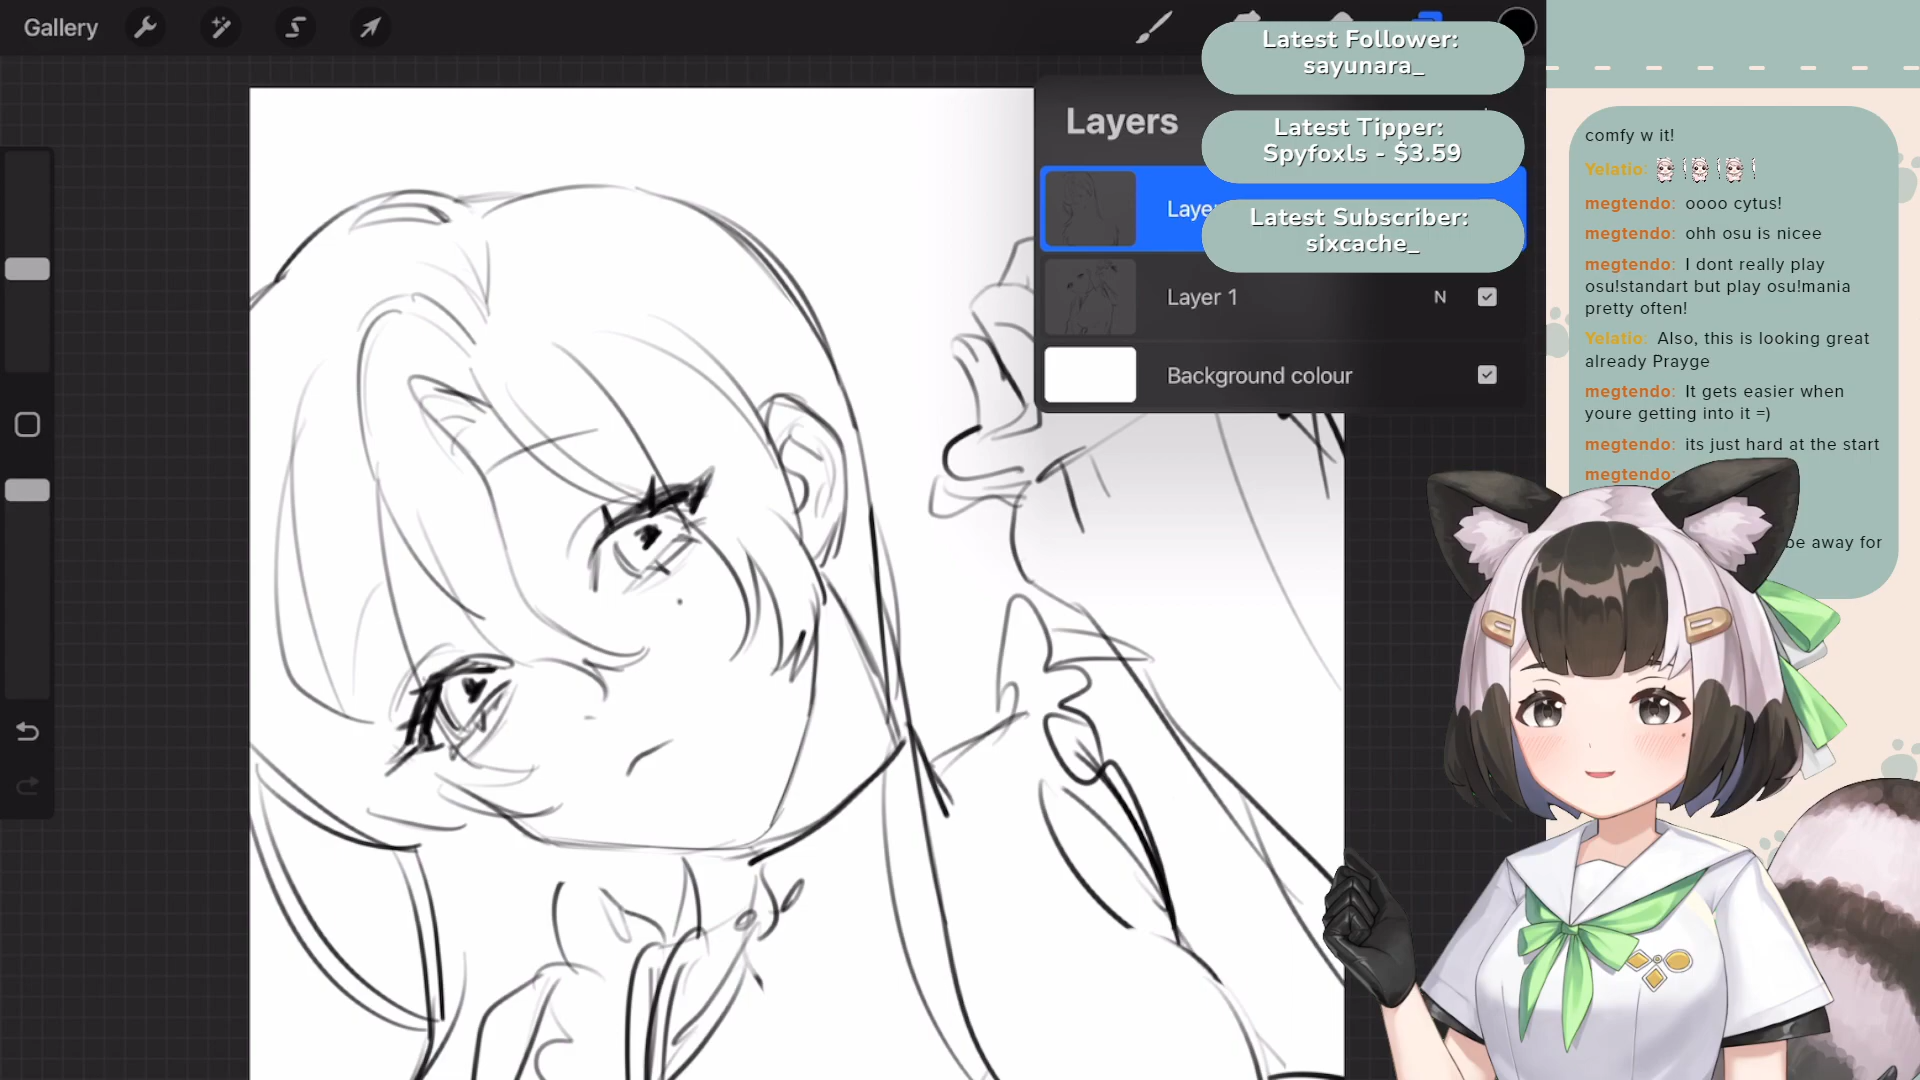 Gallery
Latest Follower:
sayunara_
Latest Tipper:
Spyfoxls - $3.59
Latest Subscriber:
sixcache_
Layers
Layer 1
N
Background colour
comfy w it!
Yelatio:
megtendo: oooo cytus!
megtendo: ohh osu is nicee
megtendo: I dont really play
osu!standart but play osu!mania
pretty often!
Yelatio: Also, this is looking great
already Prayge
megtendo: It gets easier when
youre getting into it =)
megtendo: its just hard at the start
megtendo:
be away for